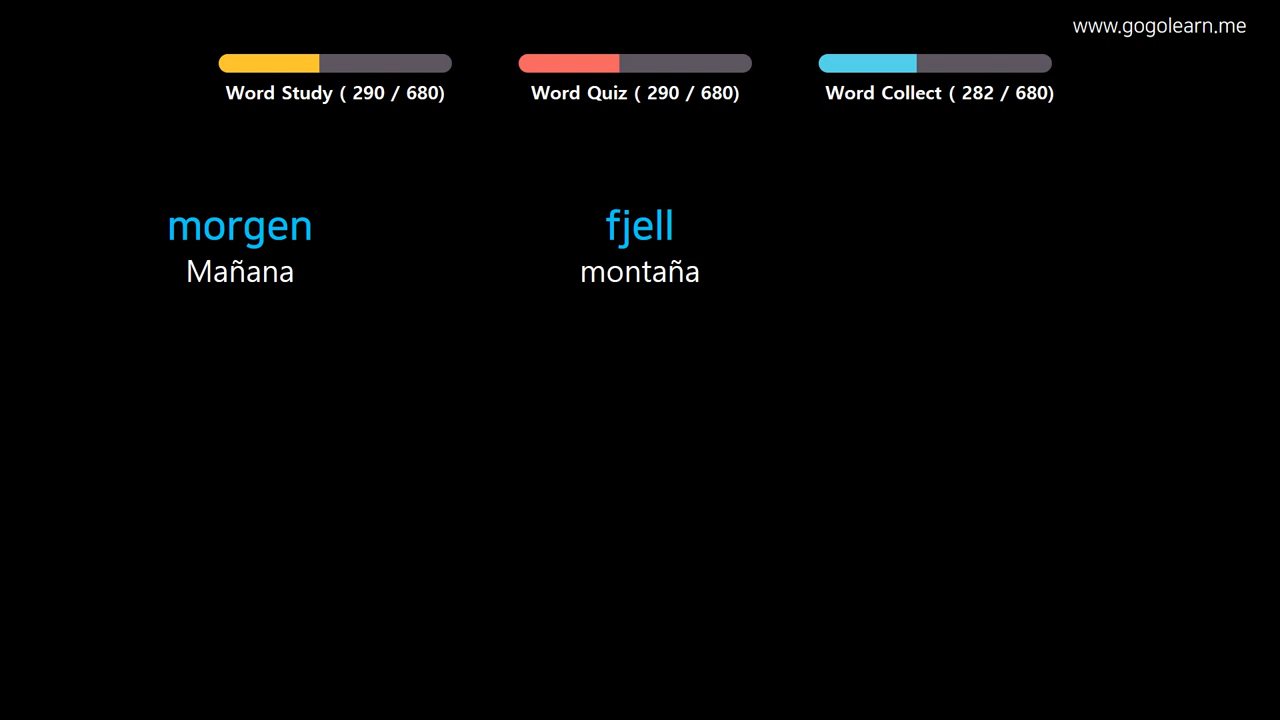 www.gogolearn.me
Word Study ( 290 / 680)
Word Quiz ( 290 / 680)
Word Collect ( 282 / 680)
morgen
Mañana
fjell
montaña